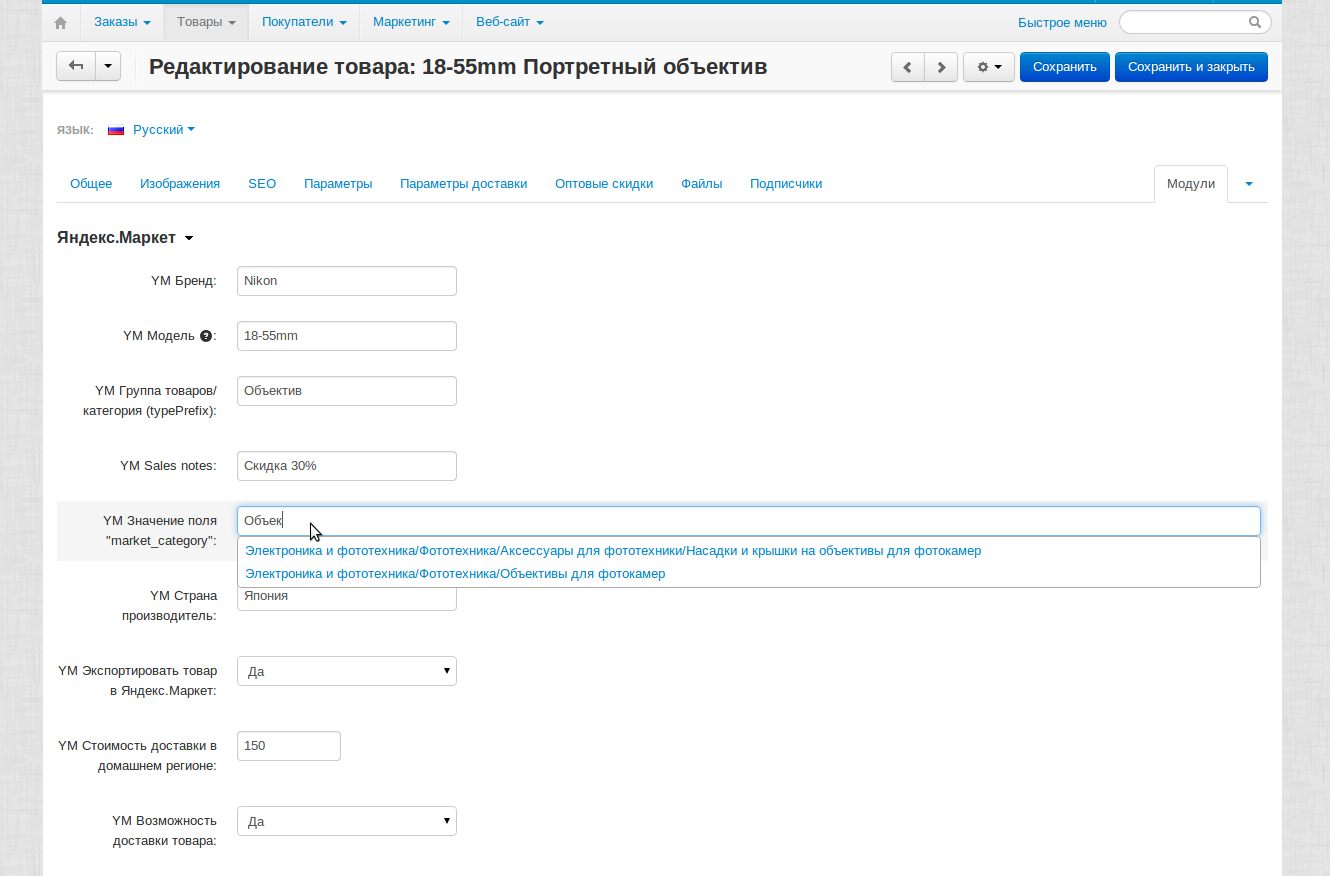 Заказы Товары Покупатели Маркетинг Веб-сайт Быстрое меню
Редактирование товара: 18-55mm Портретный объектив Сохранить Сохранить и закрыть
ЯЗЫК: Русский
Общее Изображения SEO Параметры Параметры доставки Оптовые скидки Файлы Подписчики Модули
Яндекс.Маркет
YM Бренд: Nikon
YM Модель ?: 18-55mm
YM Группа товаров/ Объектив
категория (typePrefix):
YM Sales notes: Скидка 30%
YM Значение поля Объек
"market_category":
Электроника и фототехника/Фототехника/Аксессуары для фототехники/Насадки и крышки на объективы для фотокамер
Электроника и фототехника/Фототехника/Объективы для фотокамер
YM Страна Япония
производитель:
YM Экспортировать товар Да
в Яндекс.Маркет:
YM Стоимость доставки в 150
домашнем регионе:
YM Возможность Да
доставки товара: